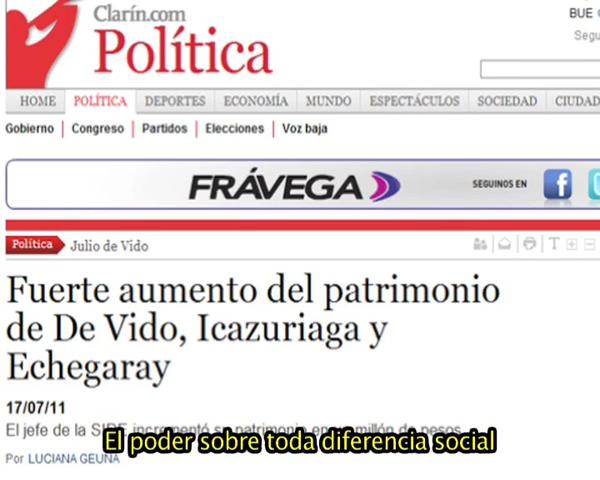 Clarín.com
Política
BUE
Segu
HOME POLÍTICA DEPORTES ECONOMÍA MUNDO ESPECTÁCULOS SOCIEDAD CIUDAD
Gobierno Congreso Partidos Elecciones Voz baja
FRÁVEGA SEGUINOS EN f
Política Julio de Vido T
Fuerte aumento del patrimonio
de De Vido, Icazuriaga y
Echegaray
17/07/11
El jefe de la SIDE incrementó su patrimonio en un millón de pesos
El poder sobre toda diferencia social
Por LUCIANA GEUNA